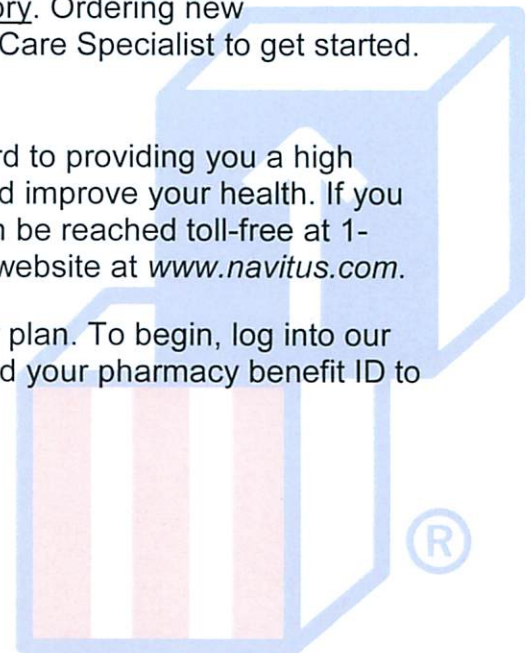 ory. Ordering new
Care Specialist to get started.
rd to providing you a high
d improve your health. If you
n be reached toll-free at 1-
website at www.navitus.com.
r plan. To begin, log into our
d your pharmacy benefit ID to
®